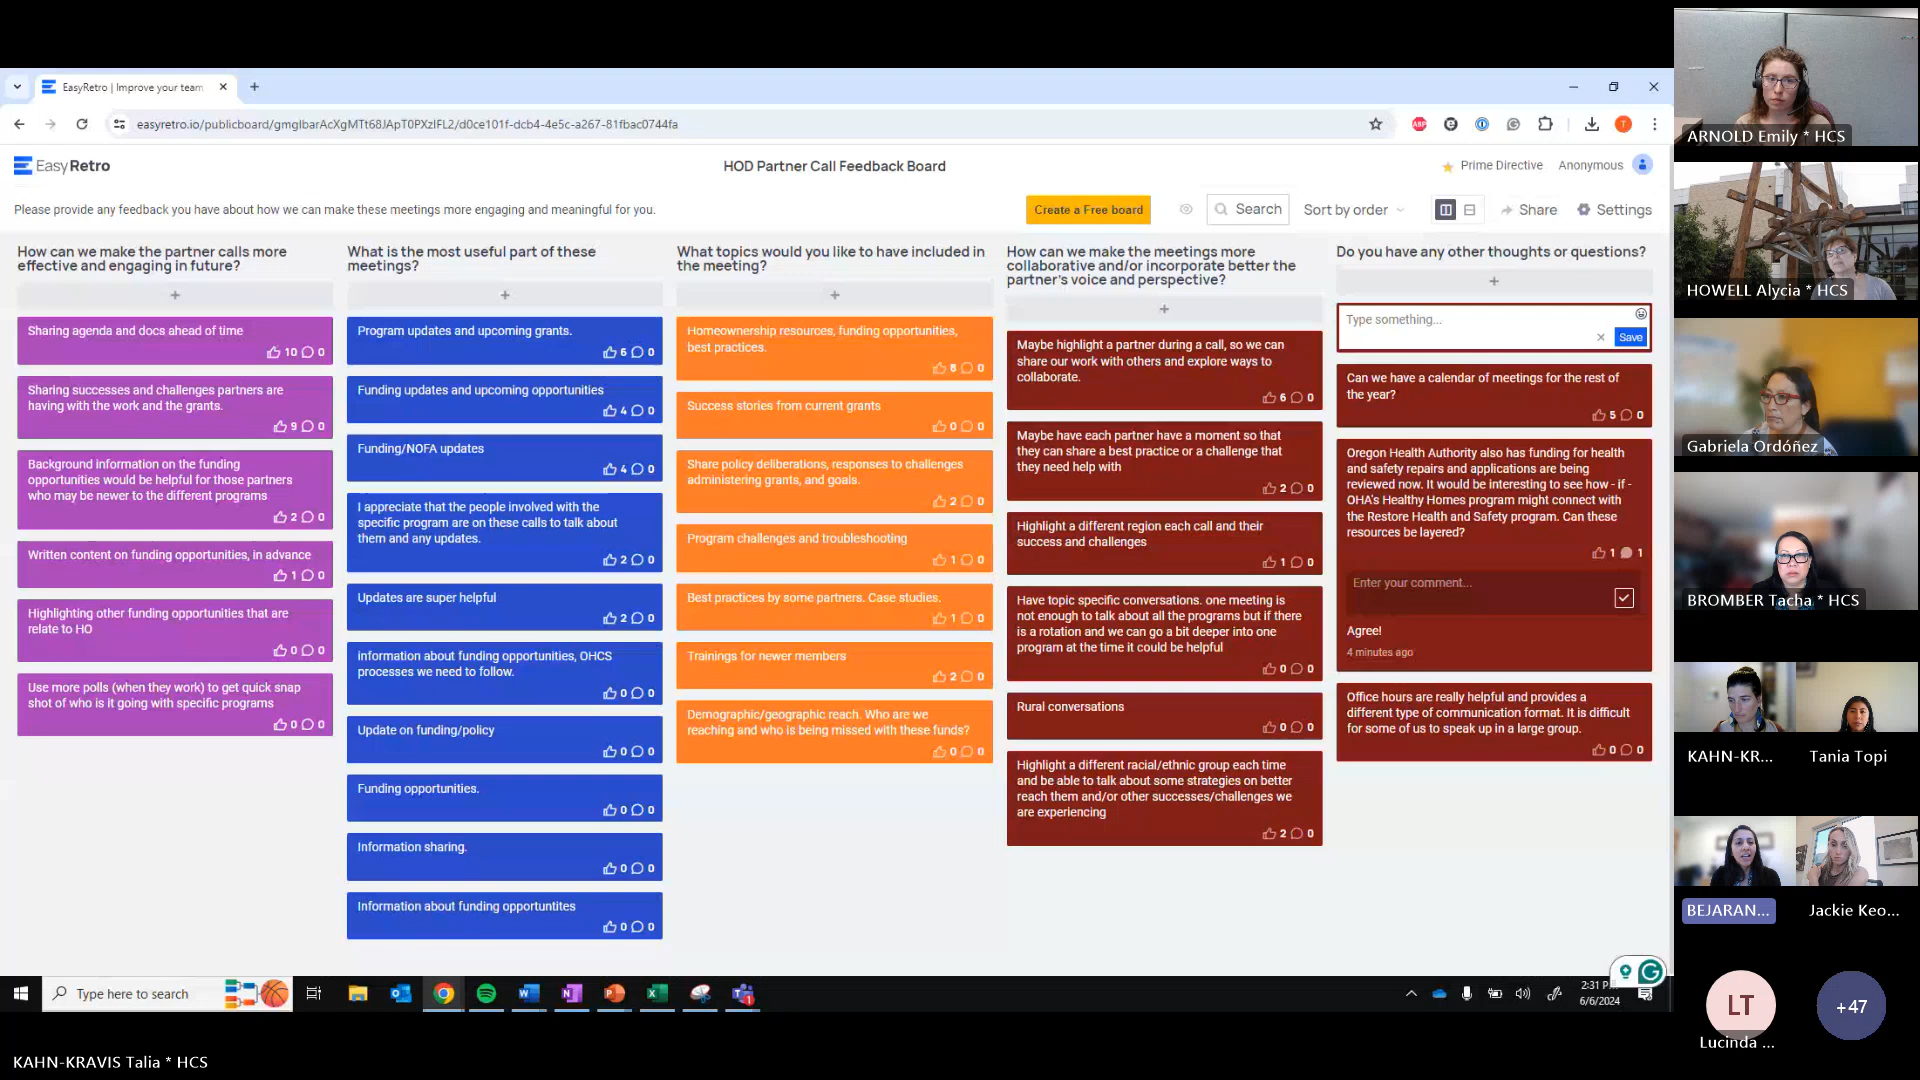 EasyRetro | Improve your team
easyretro.io/publicboard/gmglbarAcXgMTt68JApT0PXzlFL2/d0ce101f-dcb4-4e5c-a267-81fbac0744fa
EasyRetro
HOD Partner Call Feedback Board
Prime Directive
Anonymous
Please provide any feedback you have about how we can make these meetings more engaging and meaningful for you.
Create a Free board
Search
Sort by order
Share
Settings
How can we make the partner calls more
effective and engaging in future?
+
Sharing agenda and docs ahead of time
10 0
Sharing successes and challenges partners are
having with the work and the grants.
9 0
Background information on the funding
opportunities would be helpful for those partners
who may be newer to the different programs
2 0
Written content on funding opportunities, in advance
1 0
Highlighting other funding opportunities that are
relate to HO
0 0
Use more polls (when they work) to get quick snap
shot of who is it going with specific programs
0 0
What is the most useful part of these
meetings?
+
Program updates and upcoming grants.
6 0
Funding updates and upcoming opportunities
4 0
Funding/NOFA updates
4 0
I appreciate that the people involved with the
specific program are on these calls to talk about
them and any updates.
2 0
Updates are super helpful
2 0
information about funding opportunities, OHCS
processes we need to follow.
0 0
Update on funding/policy
0 0
Funding opportunities.
0 0
Information sharing.
0 0
Information about funding opportuntites
0 0
What topics would you like to have included in
the meeting?
+
Homeownership resources, funding opportunities,
best practices.
8 0
Success stories from current grants
0 0
Share policy deliberations, responses to challenges
administering grants, and goals.
2 0
Program challenges and troubleshooting
1 0
Best practices by some partners. Case studies.
1 0
Trainings for newer members
2 0
Demographic/geographic reach. Who are we
reaching and who is being missed with these funds?
0 0
How can we make the meetings more
collaborative and/or incorporate better the
partner's voice and perspective?
+
Maybe highlight a partner during a call, so we can
share our work with others and explore ways to
collaborate.
6 0
Maybe have each partner have a moment so that
they can share a best practice or a challenge that
they need help with
2 0
Highlight a different region each call and their
success and challenges
1 0
Have topic specific conversations. one meeting is
not enough to talk about all the programs but if there
is a rotation and we can go a bit deeper into one
program at the time it could be helpful
0 0
Rural conversations
0 0
Highlight a different racial/ethnic group each time
and be able to talk about some strategies on better
reach them and/or other successes/challenges we
are experiencing
2 0
Do you have any other thoughts or questions?
+
Type something...
Save
Can we have a calendar of meetings for the rest of
the year?
5 0
Oregon Health Authority also has funding for health
and safety repairs and applications are being
reviewed now. It would be interesting to see how - if -
OHA's Healthy Homes program might connect with
the Restore Health and Safety program. Can these
resources be layered?
1 1
Enter your comment...
Agree!
4 minutes ago
Office hours are really helpful and provides a
different type of communication format. It is difficult
for some of us to speak up in a large group.
0 0
Type here to search
2:31 P
6/6/2024
KAHN-KRAVIS Talia * HCS
ARNOLD Emily * HCS
HOWELL Alycia * HCS
Gabriela Ordóñez
BROMBER Tacha * HCS
KAHN-KR...
Tania Topi
BEJARAN...
Jackie Keo...
LT
Lucinda ...
+47